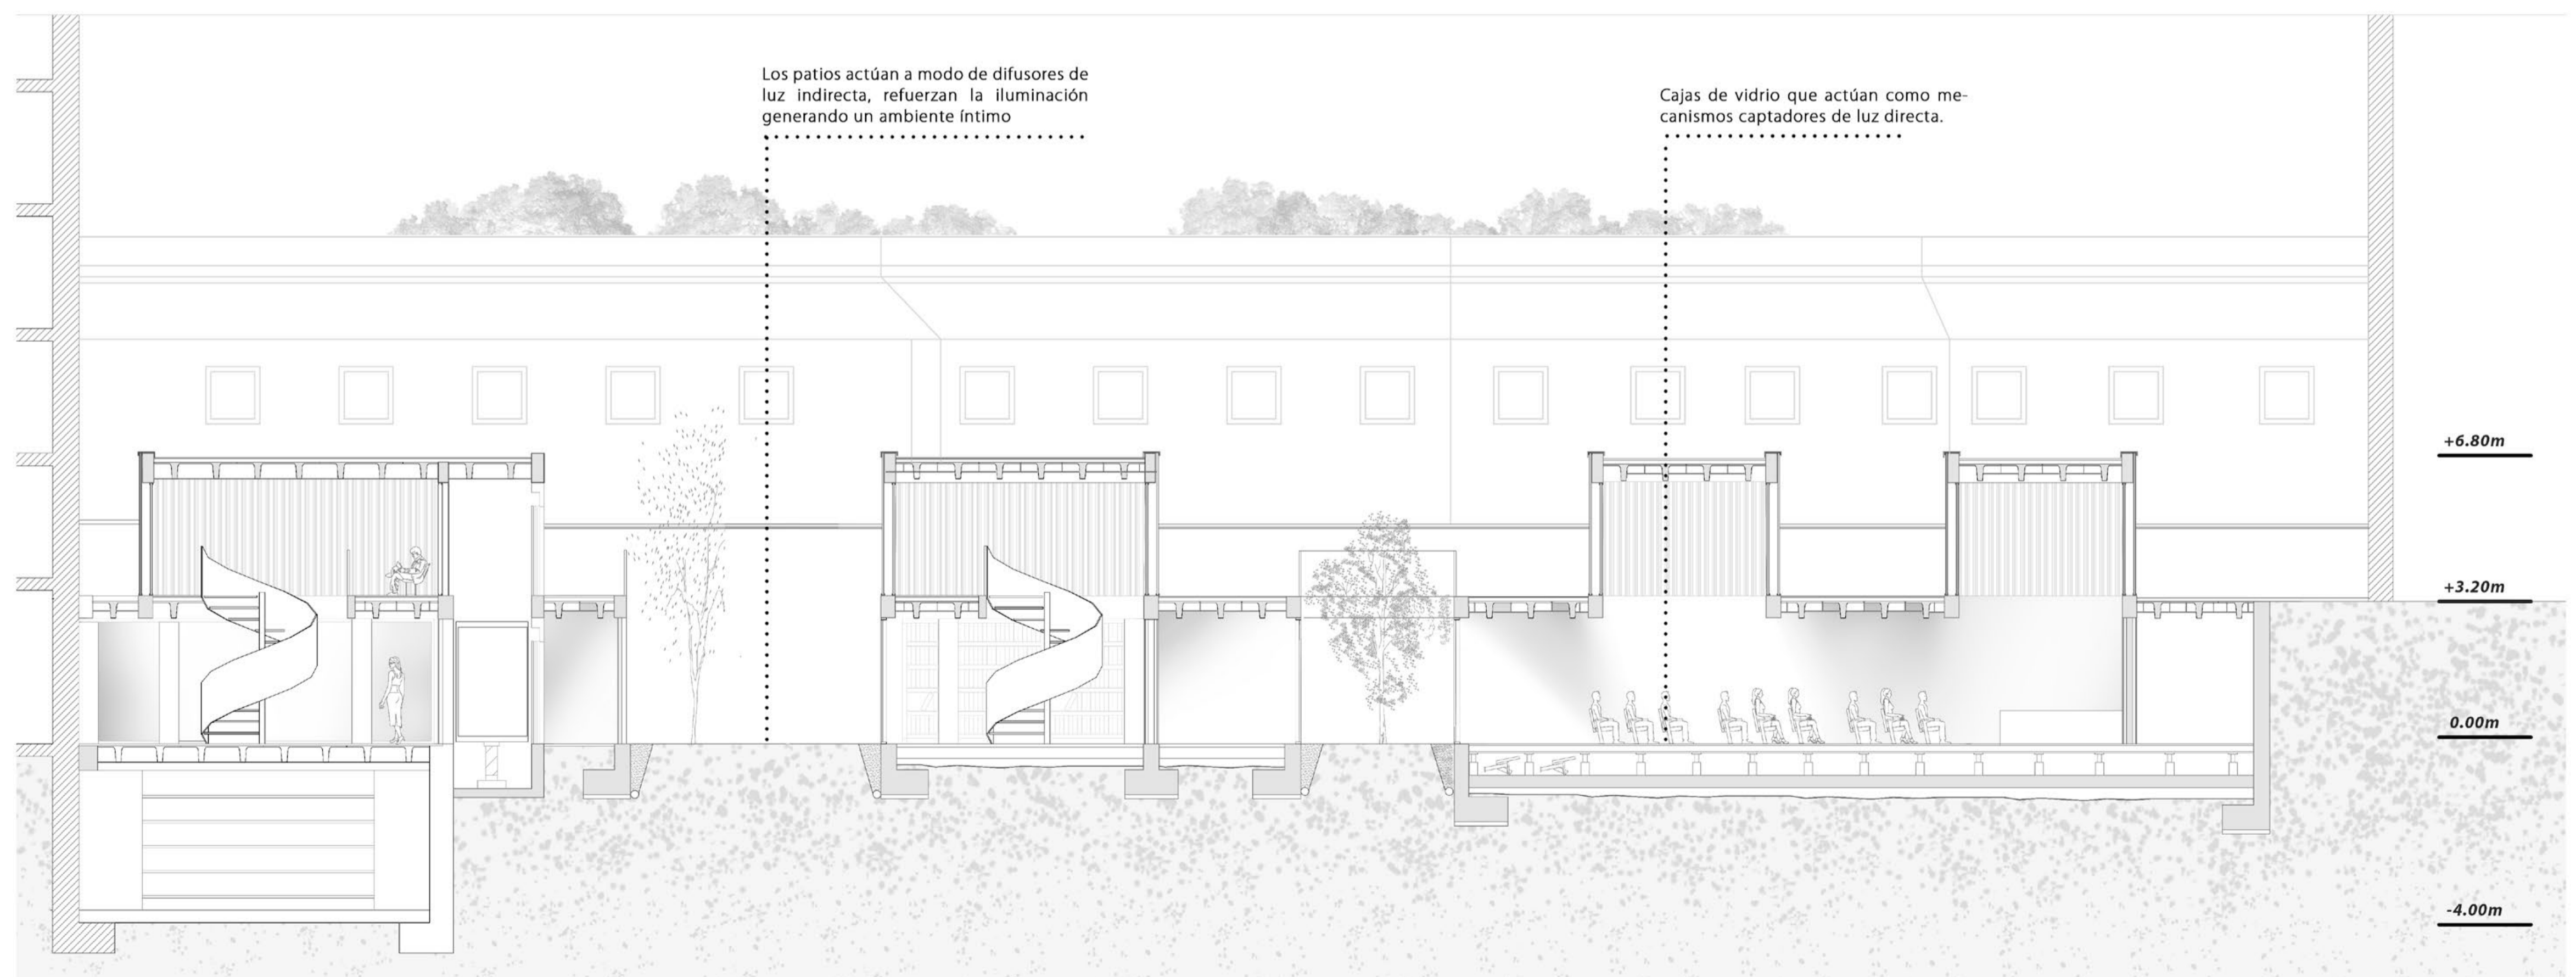 Los patios actúan a modo de difusores de
luz indirecta, refuerzan la iluminación
generando un ambiente íntimo
Cajas de vidrio que actúan como me-
canismos captadores de luz directa.
+6.80m
+3.20m
0.00m
-4.00m